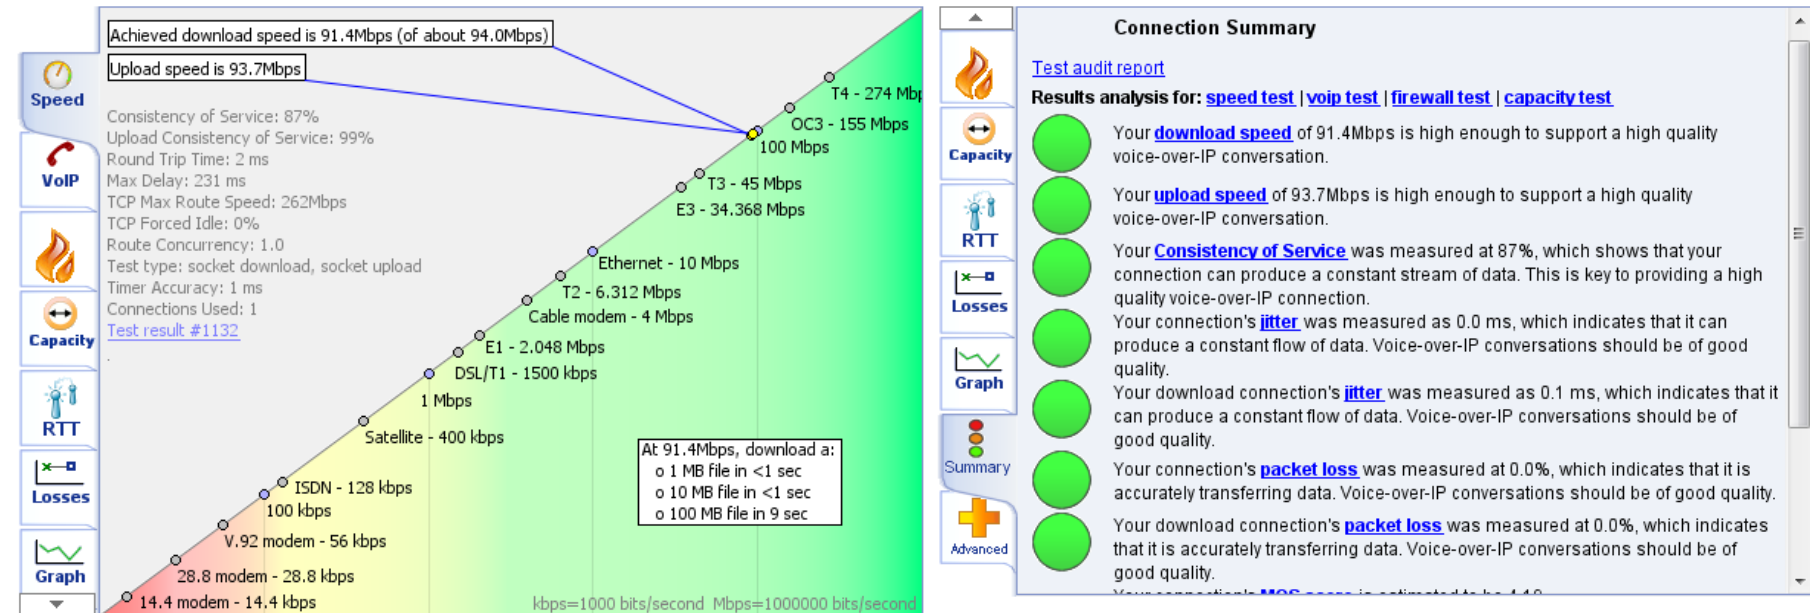 Achieved download speed is 91.4Mbps (of about 94.0Mbps)
Upload speed is 93.7Mbps
Speed
VoIP
Capacity
RTT
Losses
Graph
Consistency of Service: 87%
Upload Consistency of Service: 99%
Round Trip Time: 2 ms
Max Delay: 231 ms
TCP Max Route Speed: 262Mbps
TCP Forced Idle: 0%
Route Concurrency: 1.0
Test type: socket download, socket upload
Timer Accuracy: 1 ms
Connections Used: 1
Test result #1132
T4 - 274 Mbp
OC3 - 155 Mbps
100 Mbps
T3 - 45 Mbps
E3 - 34.368 Mbps
Ethernet - 10 Mbps
T2 - 6.312 Mbps
Cable modem - 4 Mbps
E1 - 2.048 Mbps
DSL/T1 - 1500 kbps
1 Mbps
Satellite - 400 kbps
ISDN - 128 kbps
100 kbps
V.92 modem - 56 kbps
28.8 modem - 28.8 kbps
14.4 modem - 14.4 kbps
At 91.4Mbps, download a:
o 1 MB file in <1 sec
o 10 MB file in <1 sec
o 100 MB file in 9 sec
kbps=1000 bits/second Mbps=1000000 bits/second
Capacity
RTT
Losses
Graph
Summary
Advanced
Connection Summary
Test audit report
Results analysis for: speed test | voip test | firewall test | capacity test
Your download speed of 91.4Mbps is high enough to support a high quality
voice-over-IP conversation.
Your upload speed of 93.7Mbps is high enough to support a high quality
voice-over-IP conversation.
Your Consistency of Service was measured at 87%, which shows that your
connection can produce a constant stream of data. This is key to providing a high
quality voice-over-IP connection.
Your connection's jitter was measured as 0.0 ms, which indicates that it can
produce a constant flow of data. Voice-over-IP conversations should be of good
quality.
Your download connection's jitter was measured as 0.1 ms, which indicates that it
can produce a constant flow of data. Voice-over-IP conversations should be of
good quality.
Your connection's packet loss was measured at 0.0%, which indicates that it is
accurately transferring data. Voice-over-IP conversations should be of good quality.
Your download connection's packet loss was measured at 0.0%, which indicates
that it is accurately transferring data. Voice-over-IP conversations should be of
good quality.
Your connection's MOS score is estimated to be